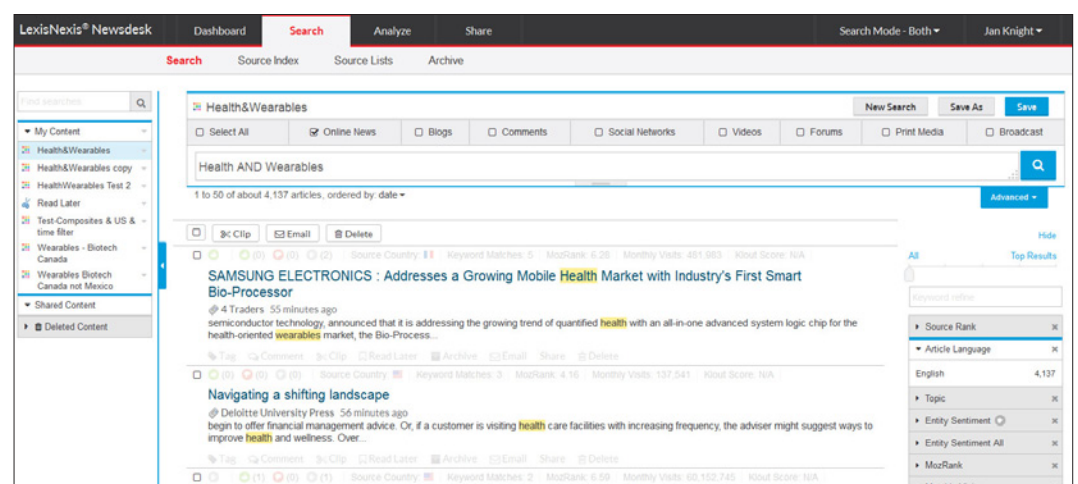 LexisNexis® Newsdesk
Dashboard Search Analyze Share
Search Mode - Both
Jan Knight
Search Source Index Source Lists Archive
Find searches
My Content
Health&Wearables
Health&Wearables copy
HealthWearables Test 2
Read Later
Test-Composites & US &
time filter
Wearables - Biotech
Canada
Wearables Biotech
Canada not Mexico
Shared Content
Deleted Content
Health&Wearables
New Search Save As Save
Select All Online News Blogs Comments Social Networks Videos Forums Print Media Broadcast
Health AND Wearables
1 to 50 of about 4,137 articles, ordered by: date
Advanced
Clip Email Delete
Hide
(0) (0) (2) Source Country: Keyword Matches: 5 MozRank: 6.28 Monthly Visits: 481,983 Klout Score: N/A
SAMSUNG ELECTRONICS : Addresses a Growing Mobile Health Market with Industry's First Smart
Bio-Processor
4 Traders 55 minutes ago
semiconductor technology, announced that it is addressing the growing trend of quantified health with an all-in-one advanced system logic chip for the
health-oriented wearables market, the Bio-Process...
Tag Comment Clip Read Later Archive Email Share Delete
(0) (0) (0) Source Country: Keyword Matches: 3 MozRank: 4.16 Monthly Visits: 137,541 Klout Score: N/A
Navigating a shifting landscape
Deloitte University Press 56 minutes ago
begin to offer financial management advice. Or, if a customer is visiting health care facilities with increasing frequency, the adviser might suggest ways to
improve health and wellness. Over...
Tag Comment Clip Read Later Archive Email Share Delete
(1) (0) (1) Source Country: Keyword Matches: 2 MozRank: 6.59 Monthly Visits: 60,152,745 Klout Score: N/A
All Top Results
Keyword refine
Source Rank
Article Language
English 4,137
Topic
Entity Sentiment
Entity Sentiment All
MozRank